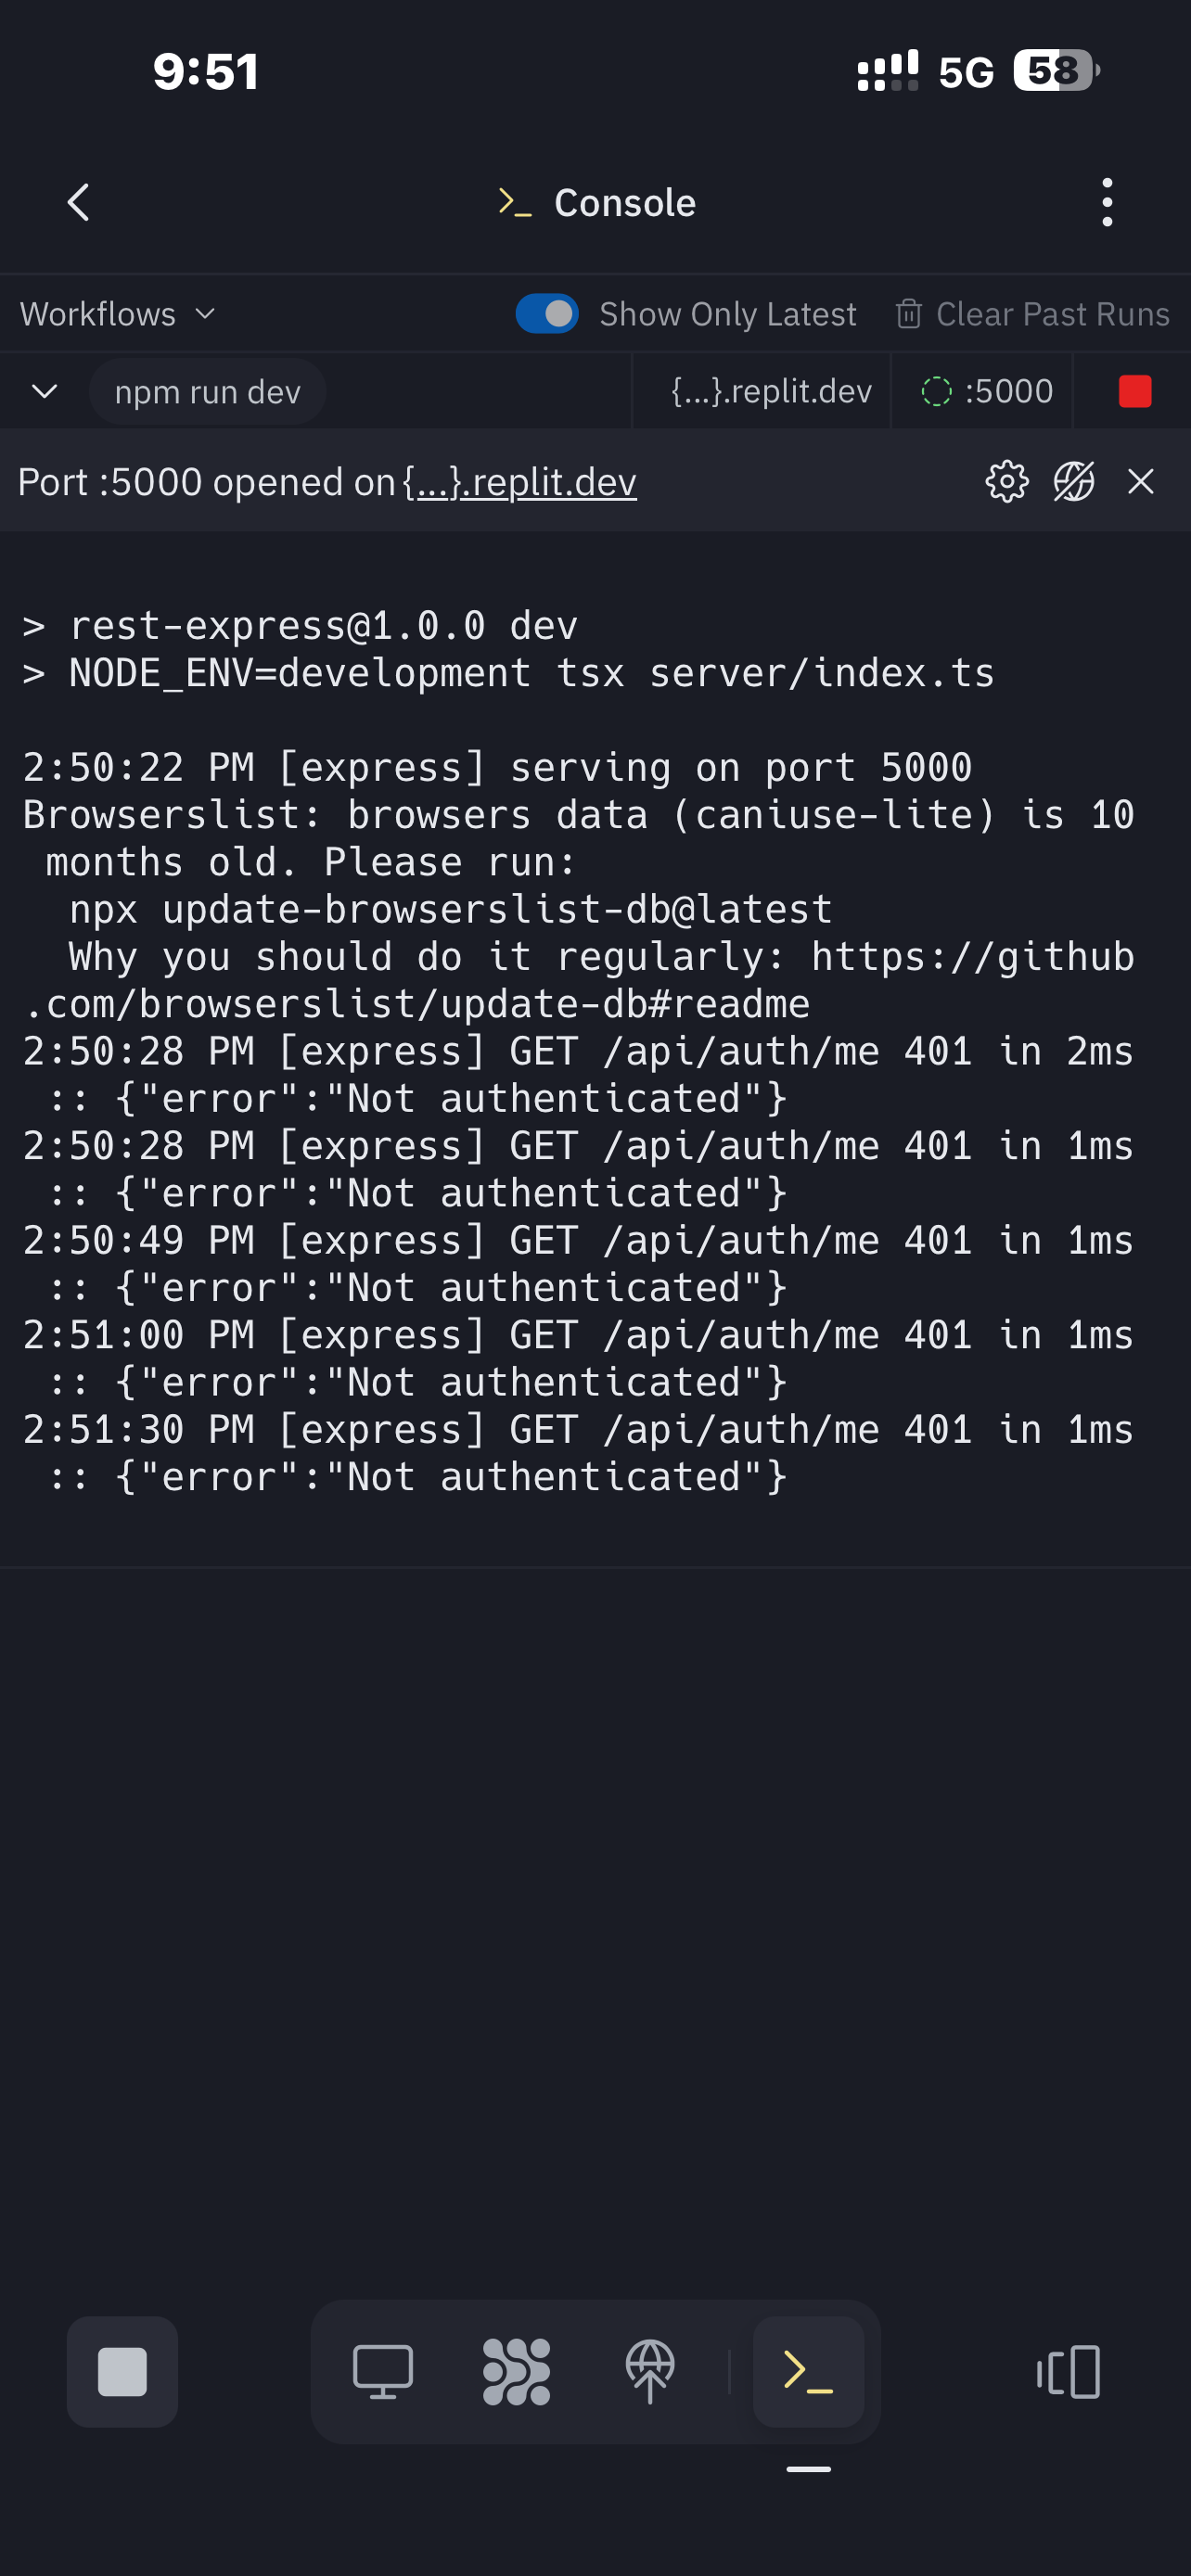 9:51
5G 58
Console
Workflows Show Only Latest Clear Past Runs
npm run dev {...}.replit.dev :5000
Port :5000 opened on {...}.replit.dev
> rest-express@1.0.0 dev
> NODE_ENV=development tsx server/index.ts
2:50:22 PM [express] serving on port 5000
Browserslist: browsers data (caniuse-lite) is 10
months old. Please run:
npx update-browserslist-db@latest
Why you should do it regularly: https://github
.com/browserslist/update-db#readme
2:50:28 PM [express] GET /api/auth/me 401 in 2ms
:: {"error":"Not authenticated"}
2:50:28 PM [express] GET /api/auth/me 401 in 1ms
:: {"error":"Not authenticated"}
2:50:49 PM [express] GET /api/auth/me 401 in 1ms
:: {"error":"Not authenticated"}
2:51:00 PM [express] GET /api/auth/me 401 in 1ms
:: {"error":"Not authenticated"}
2:51:30 PM [express] GET /api/auth/me 401 in 1ms
:: {"error":"Not authenticated"}